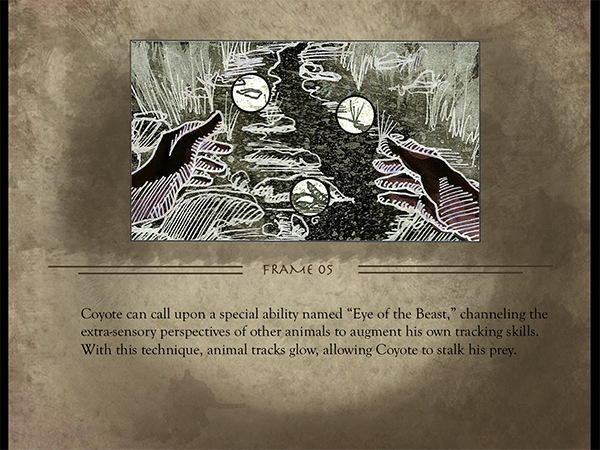 FRAME 05
Coyote can call upon a special ability named “Eye of the Beast,” channeling the
extra-sensory perspectives of other animals to augment his own tracking skills.
With this technique, animal tracks glow, allowing Coyote to stalk his prey.